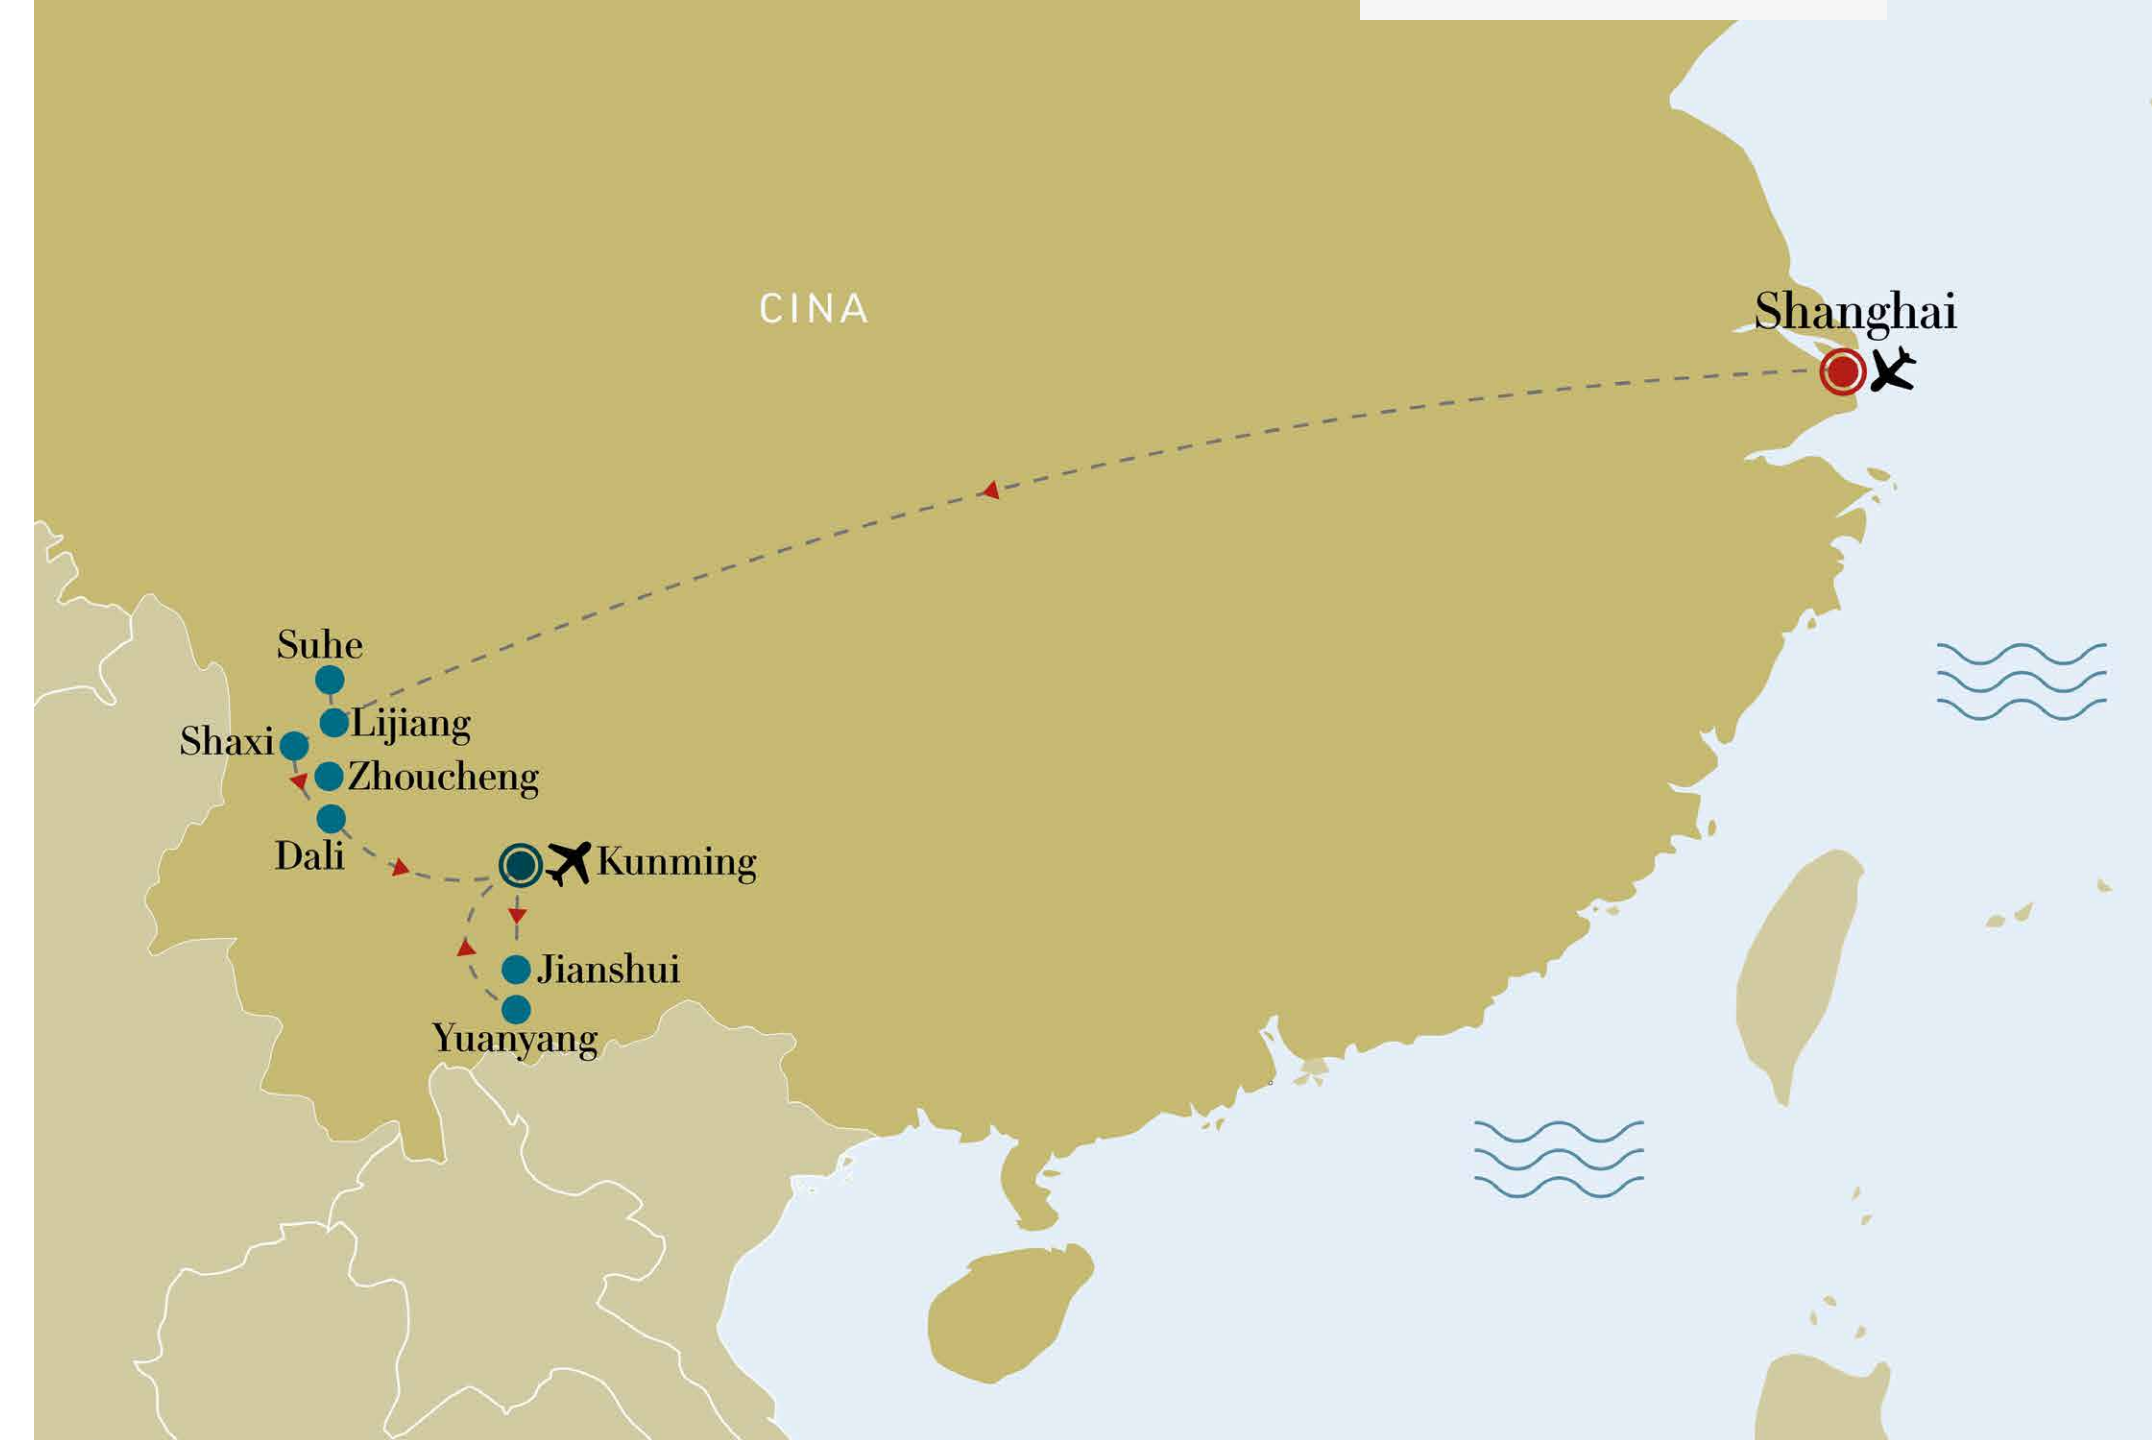 CINA
Shanghai
Suhe
Lijiang
Shaxi
Zhoucheng
Dali
Kunming
Jianshui
Yuanyang